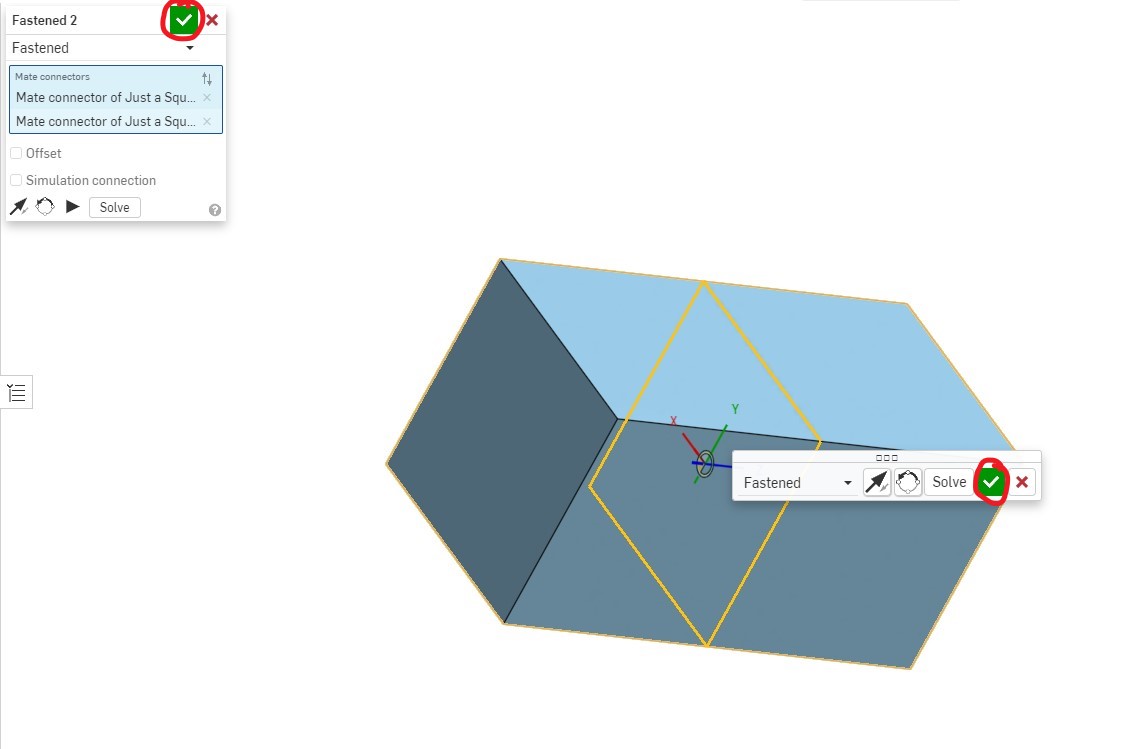 Fastened 2
Fastened
Mate connectors
Mate connector of Just a Squ...
Mate connector of Just a Squ...
Offset
Simulation connection
Solve
?
X
Y
Fastened
Solve